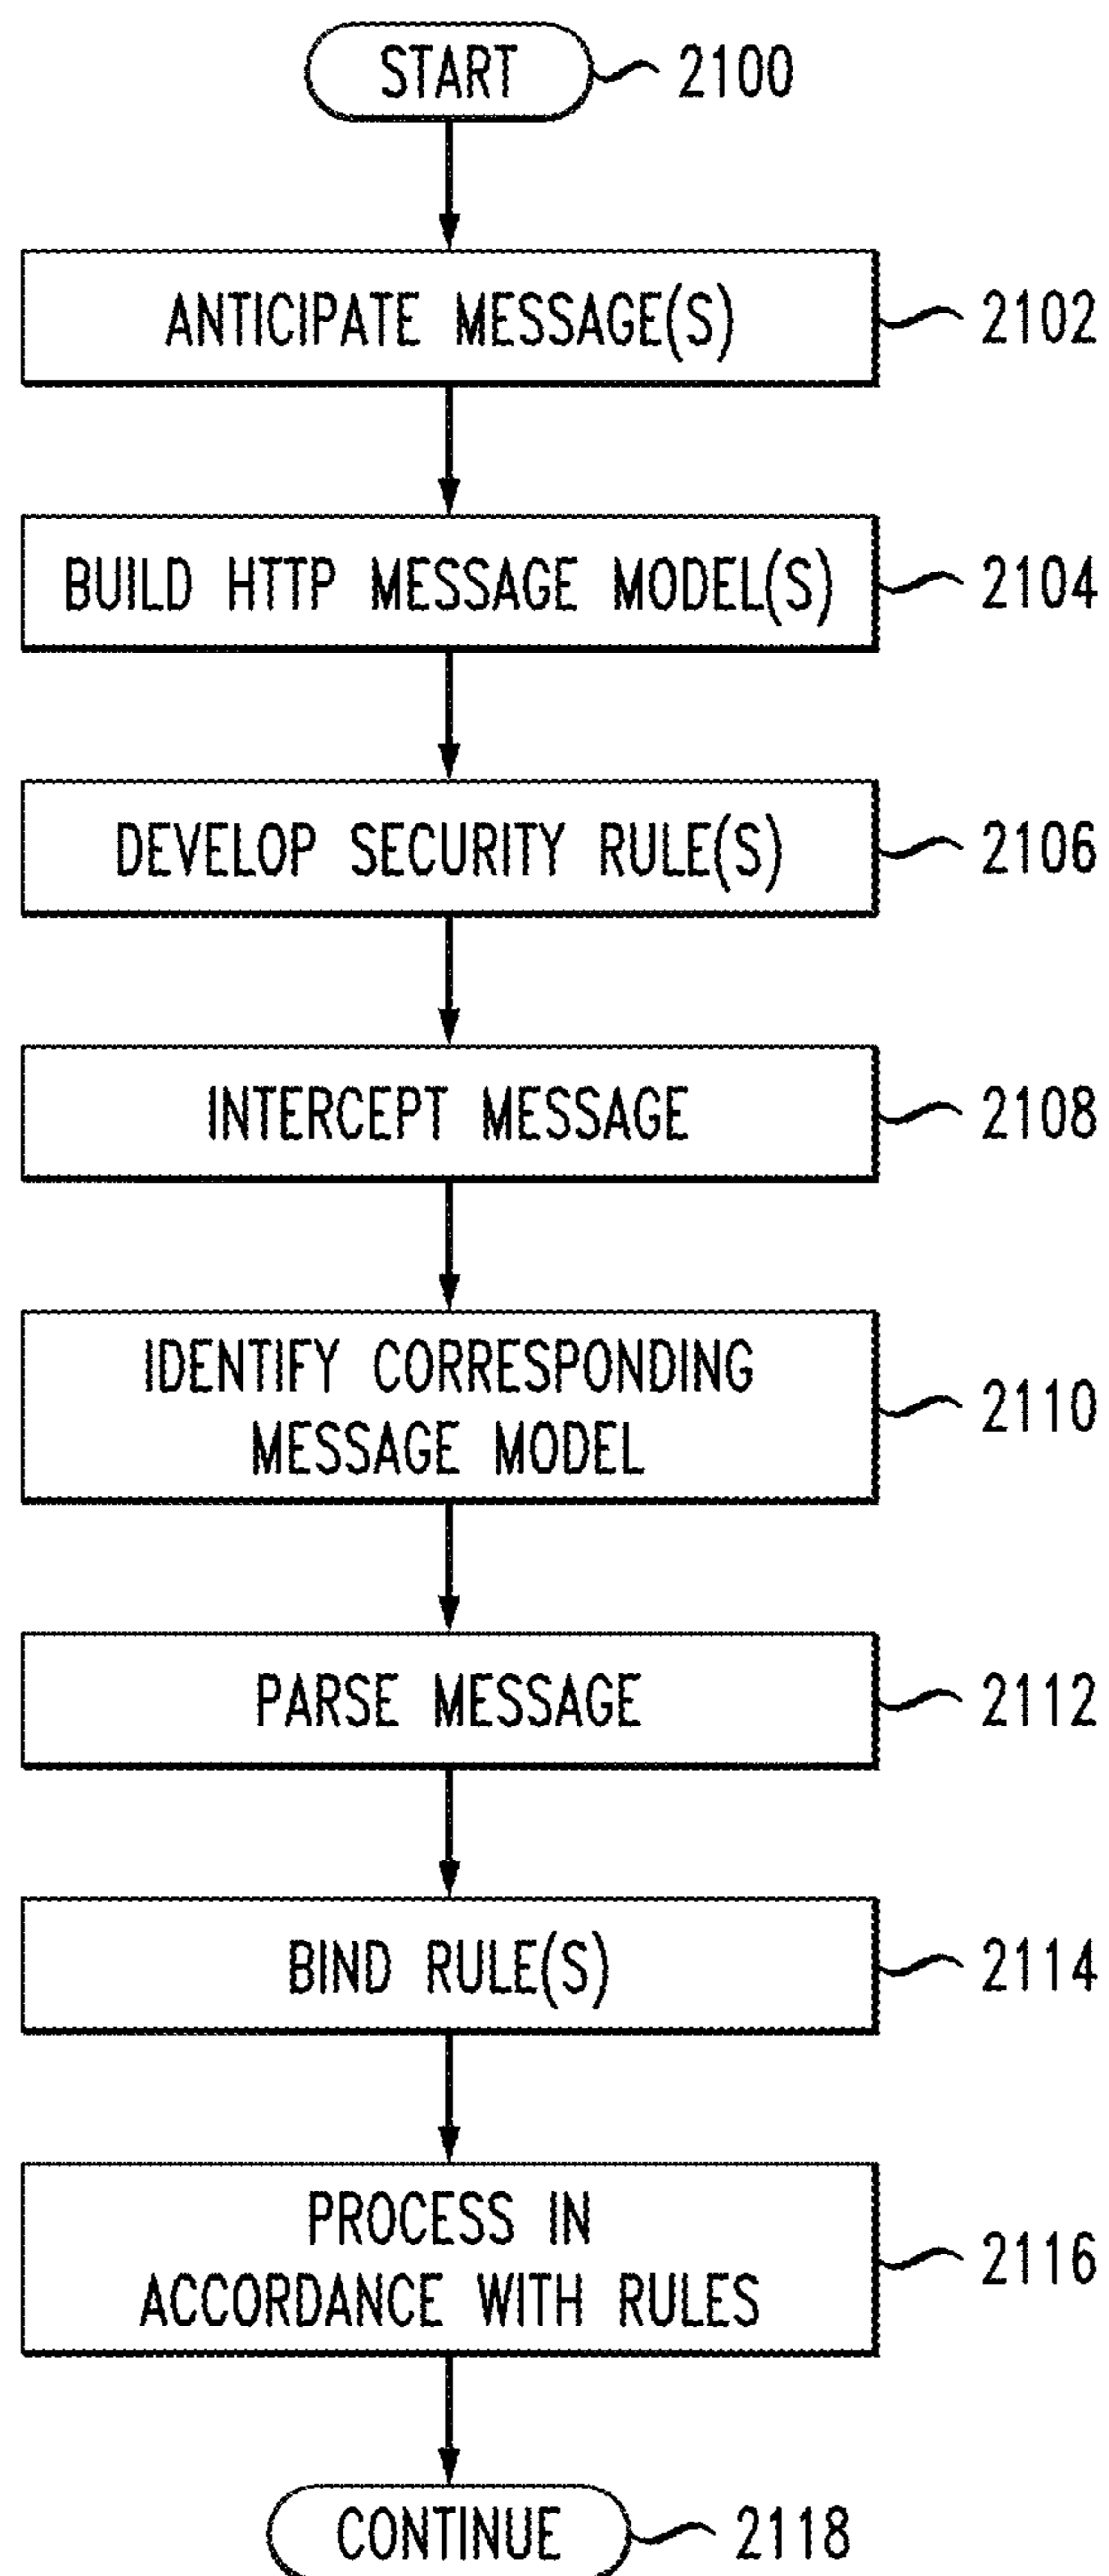 START 2100
ANTICIPATE MESSAGE(S) 2102
BUILD HTTP MESSAGE MODEL(S) 2104
DEVELOP SECURITY RULE(S) 2106
INTERCEPT MESSAGE 2108
IDENTIFY CORRESPONDING
MESSAGE MODEL
2110
PARSE MESSAGE 2112
BIND RULE(S) 2114
PROCESS IN
ACCORDANCE WITH RULES
2116
CONTINUE 2118